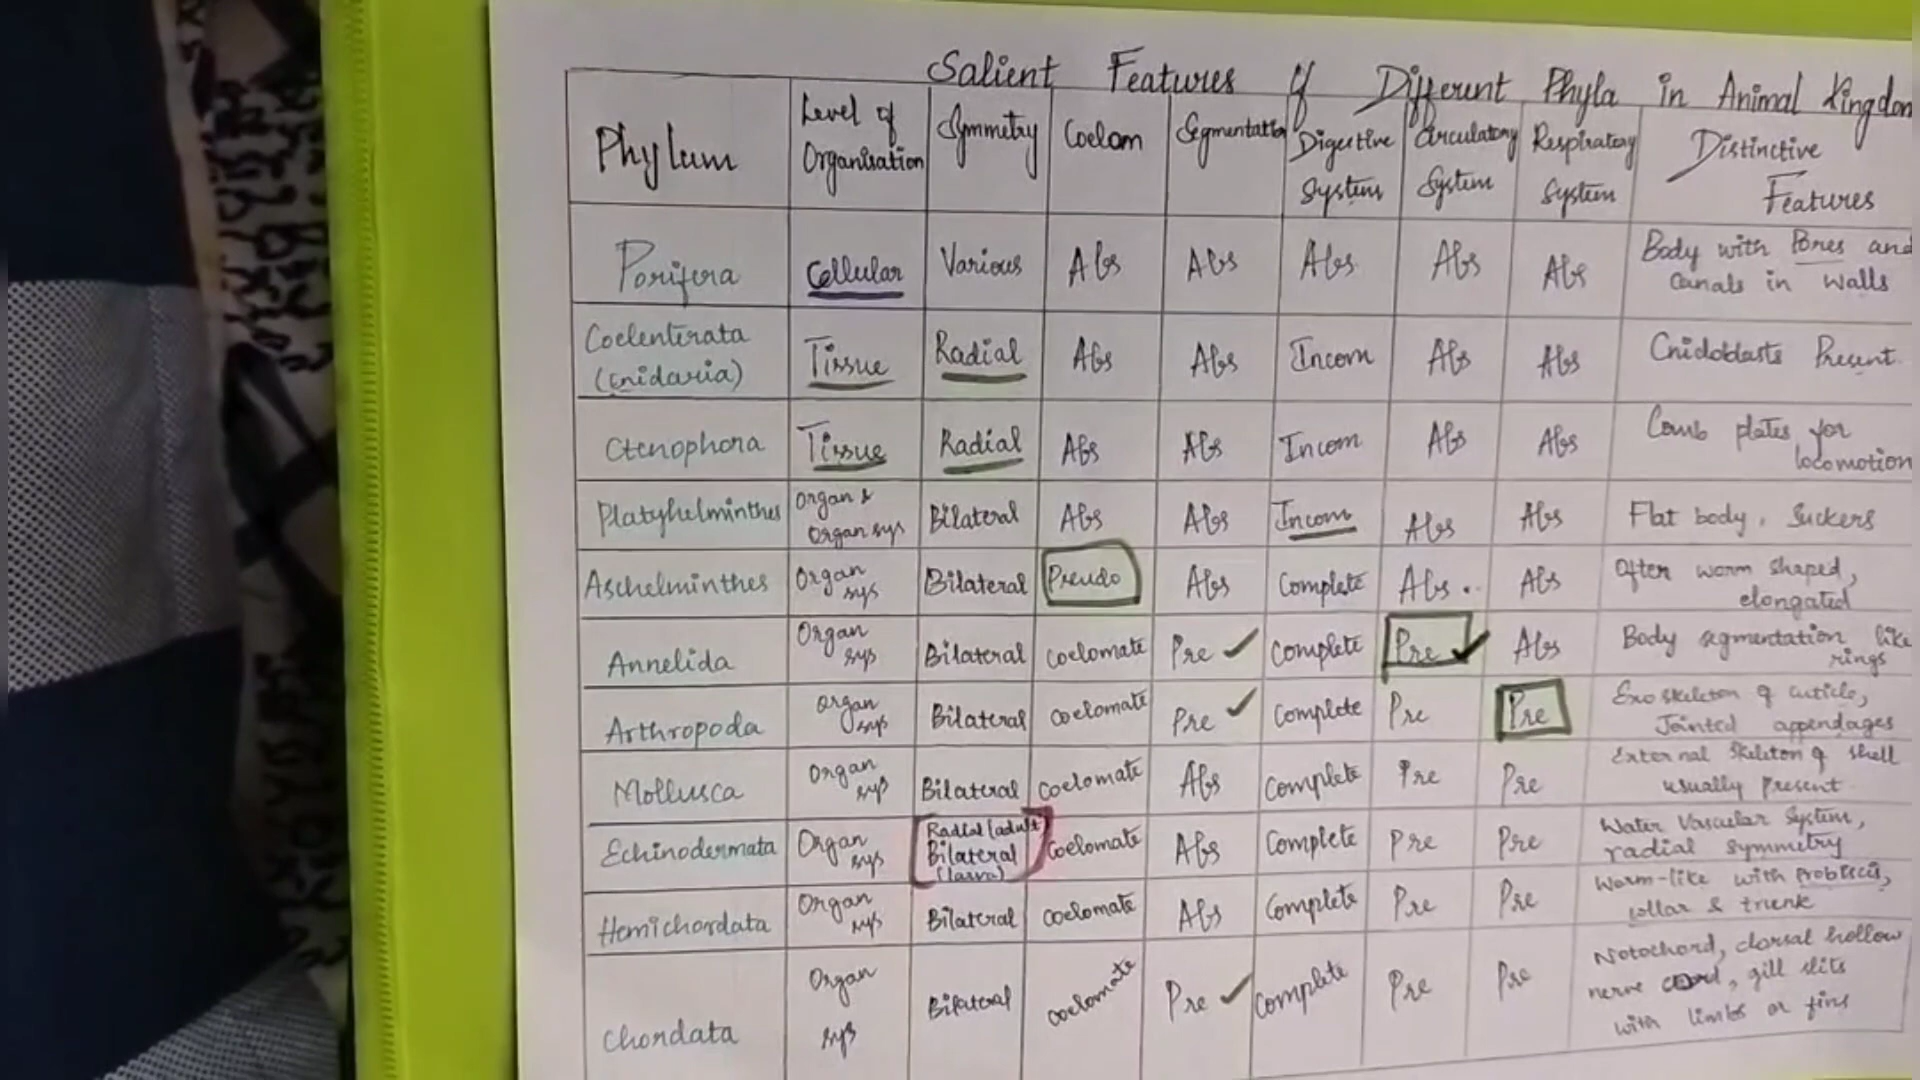 Salient Features of Different Phyla in Animal Kingdom
Phylum
Level of
Organisation
Symmetry
Coelom
Segmentation
Digestive
System
Circulatory
System
Respiratory
System
Distinctive
Features
Porifera
Cellular
Various
Abs
Abs
Abs
Abs
Abs
Body with Pores and
Canals in Walls
Coelenterata
(Cnidaria)
Tissue
Radial
Abs
Abs
Incom
Abs
Abs
Cnidoblasts Present.
Ctenophora
Tissue
Radial
Abs
Abs
Incom
Abs
Abs
Comb plates for
locomotion
Platyhelminthes
Organ &
Organ sys
Bilateral
Abs
Abs
Incom
Abs
Abs
Flat body, Suckers
Aschelminthes
Organ
sys
Bilateral
Pseudo
Abs
Complete
Abs.
Abs
Often worm shaped,
elongated
Annelida
Organ
sys
Bilateral
Coelomate
Pre ✓
Complete
Pre ✓
Abs
Body segmentation like
rings
Arthropoda
Organ
sys
Bilateral
Coelomate
Pre ✓
Complete
Pre
Pre
Exoskeleton of cuticle,
Jointed appendages
Mollusca
Organ
sys
Bilateral
Coelomate
Abs
Complete
Pre
Pre
External Skeleton of shell
usually Present
Echinodermata
Organ
sys
Radial (adult
Bilateral
(larva)
Coelomate
Abs
Complete
Pre
Pre
Water Vascular System,
radial symmetry
Hemichordata
Organ
sys
Bilateral
Coelomate
Abs
Complete
Pre
Pre
Worm-like with Probiscis,
collar & trunk
Chordata
Organ
sys
Bilateral
Coelomate
Pre ✓
Complete
Pre
Pre
Notochord, dorsal hollow
nerve cord, gill slits
with limbs or fins